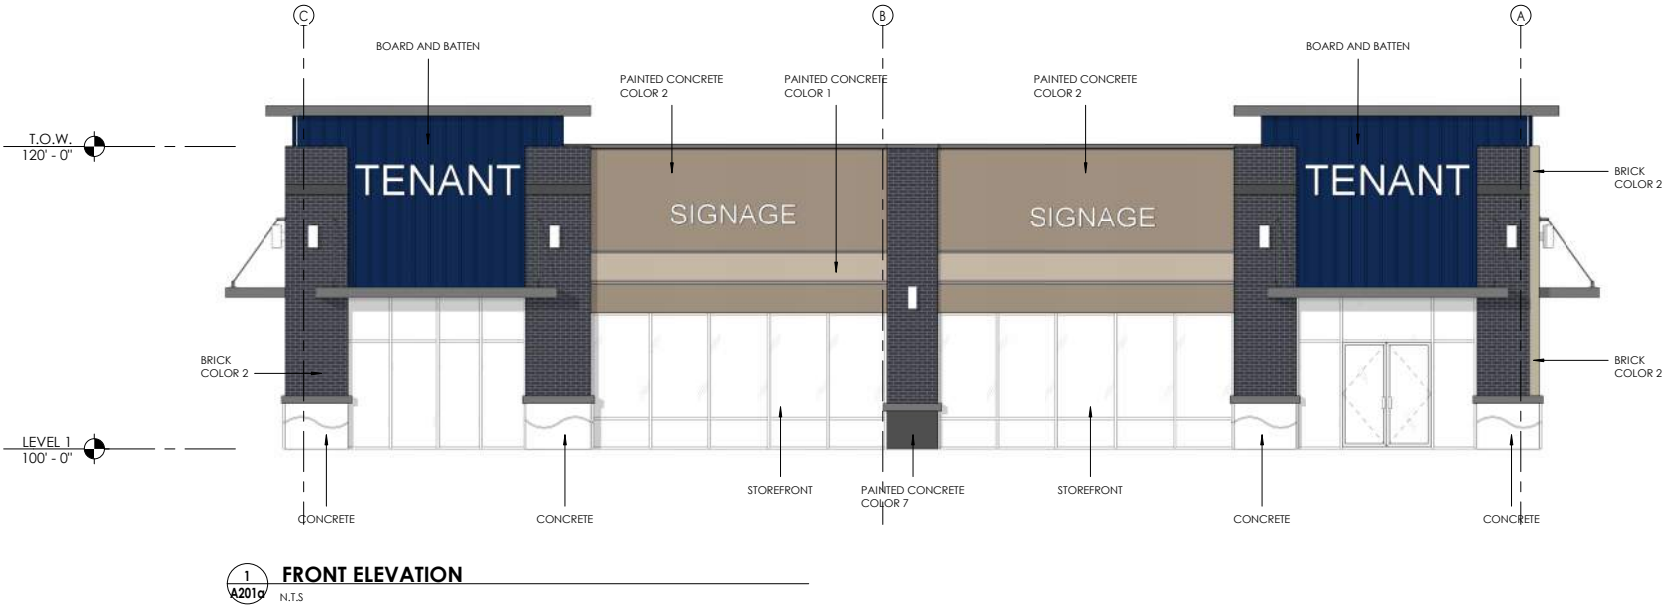 C
B
A
BOARD AND BATTEN
BOARD AND BATTEN
PAINTED CONCRETE
COLOR 2
PAINTED CONCRETE
COLOR 1
PAINTED CONCRETE
COLOR 2
T.O.W.
120' - 0"
TENANT
TENANT
BRICK
COLOR 2
SIGNAGE
SIGNAGE
BRICK
COLOR 2
BRICK
COLOR 2
LEVEL 1
100' - 0"
STOREFRONT
PAINTED CONCRETE
COLOR 7
STOREFRONT
CONCRETE
CONCRETE
CONCRETE
CONCRETE
1
A201a
FRONT ELEVATION
N.T.S